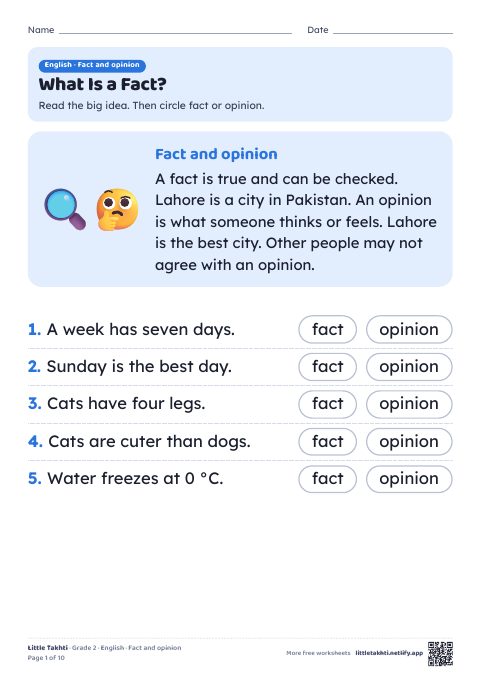 Name Date
English · Fact and opinion
What Is a Fact?
Read the big idea. Then circle fact or opinion.
Fact and opinion
A fact is true and can be checked.
Lahore is a city in Pakistan. An opinion
is what someone thinks or feels. Lahore
is the best city. Other people may not
agree with an opinion.
1. A week has seven days. fact opinion
2. Sunday is the best day. fact opinion
3. Cats have four legs. fact opinion
4. Cats are cuter than dogs. fact opinion
5. Water freezes at 0 °C. fact opinion
Little Takhti · Grade 2 · English · Fact and opinion
Page 1 of 10
More free worksheets · littletakhti.netlify.app